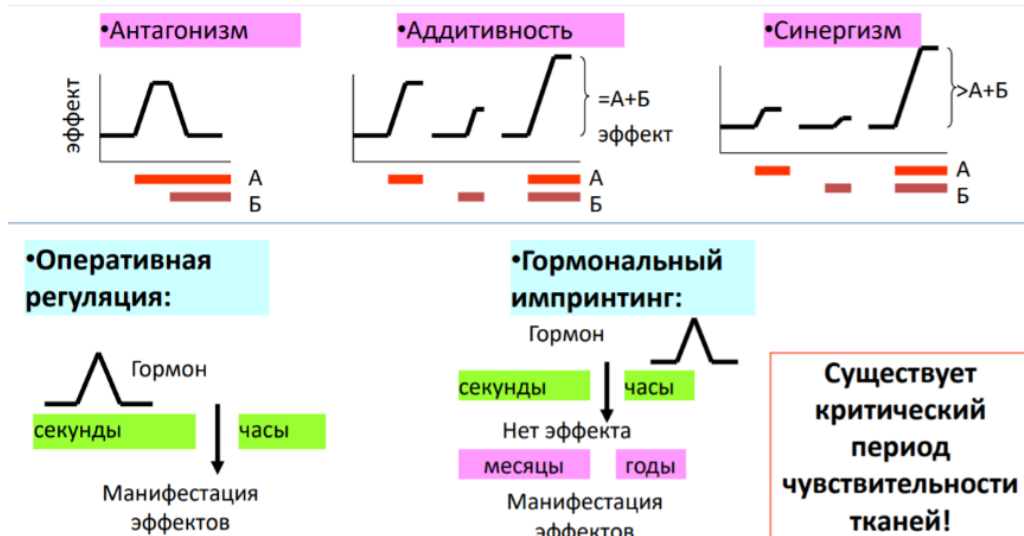 •Антагонизм
•Аддитивность
•Синергизм
эффект
=А+Б
эффект
>А+Б
А
Б
А
Б
•Оперативная
регуляция:
Гормон
секунды
часы
Манифестация
эффектов
•Гормональный
импринтинг:
Гормон
секунды
часы
Нет эффекта
месяцы
годы
Манифестация
эффектов
Существует
критический
период
чувствительности
тканей!